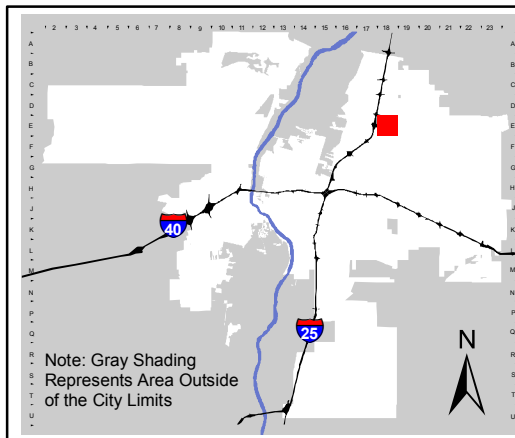 2 3 4 5 6 7 8 9 10 11 12 13 14 15 16 17 18 19 20 21 22 23
A A
B B
C C
D D
E E
F F
G G
H H
J J
K 40 K
L L
M M
N N
P P
Q 25 Q
R R
S S
T T
U U
N
Note: Gray Shading
Represents Area Outside
of the City Limits